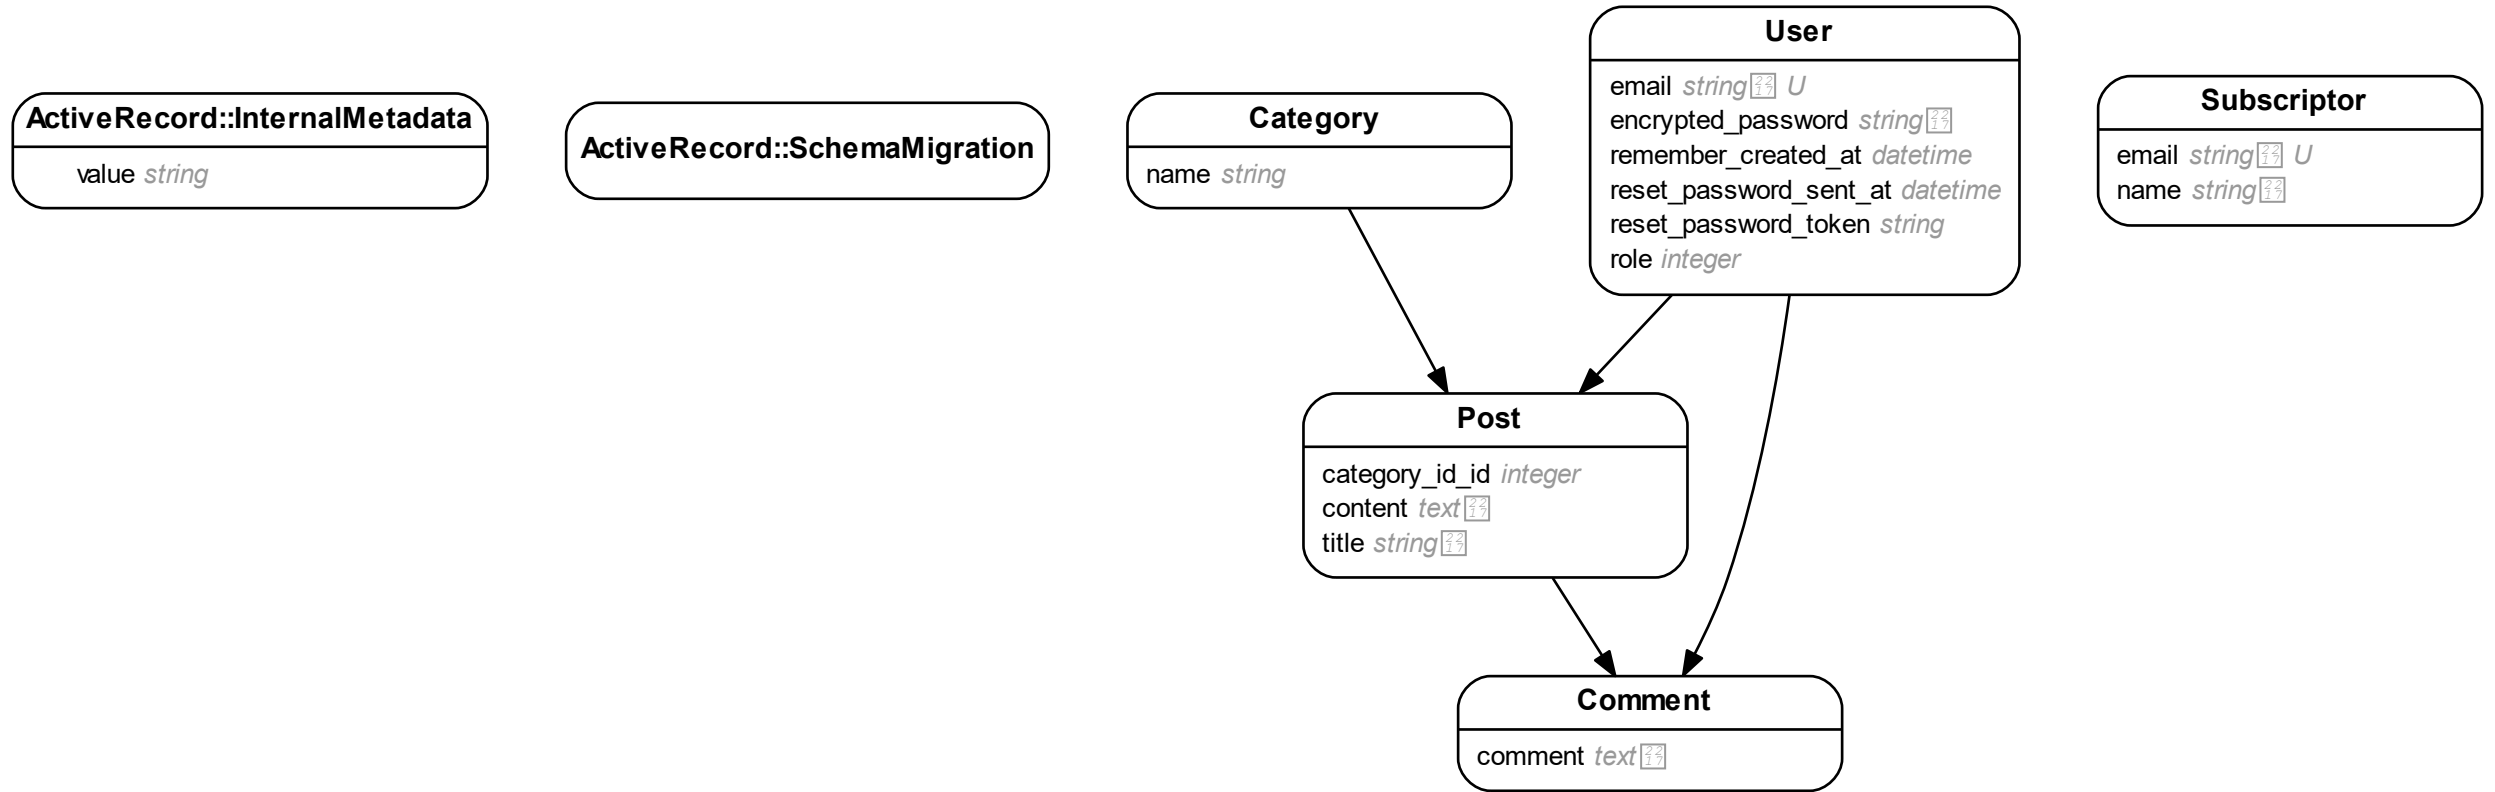 ActiveRecord::InternalMetadata
value string
ActiveRecord::SchemaMigration
Category
name string
User
email string∗ U
encrypted_password string∗
remember_created_at datetime
reset_password_sent_at datetime
reset_password_token string
role integer
Subscriptor
email string∗ U
name string∗
Post
category_id_id integer
content text∗
title string∗
Comment
comment text∗